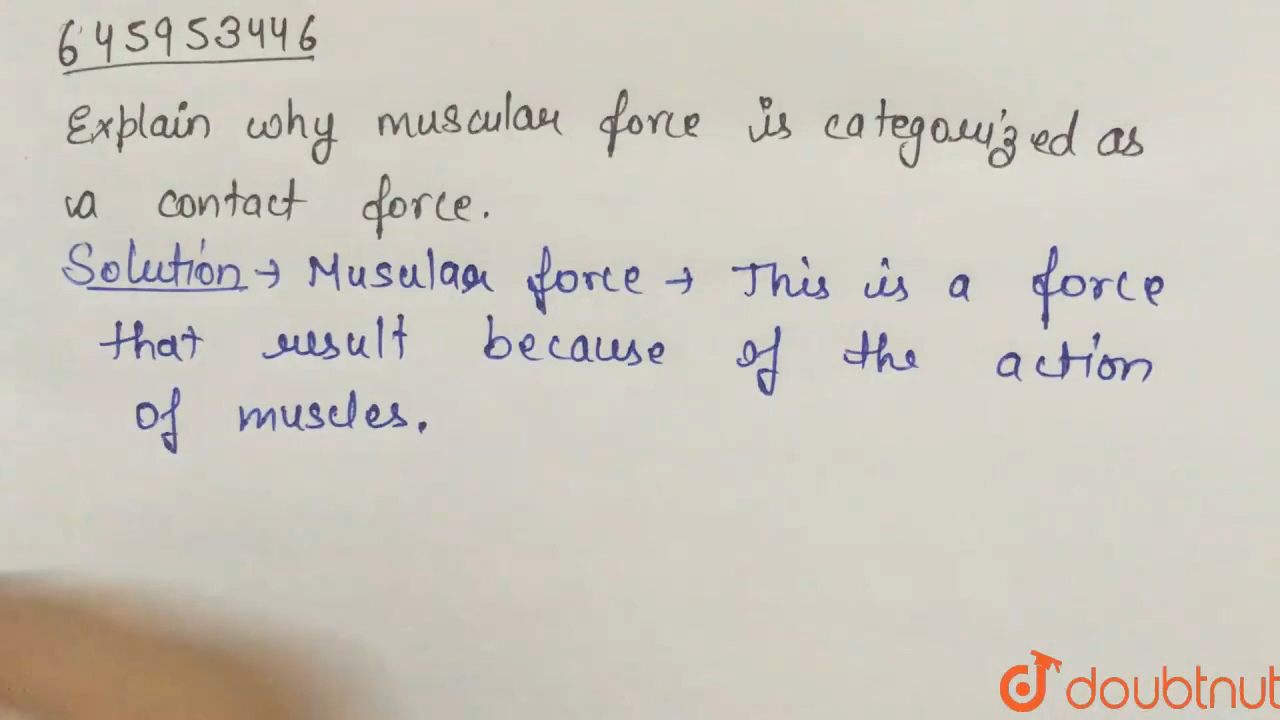 645953446
Explain why muscular force is categorized as
a contact force.
Solution → Musular force → This is a force
that result because of the action
of muscles.
doubtnut